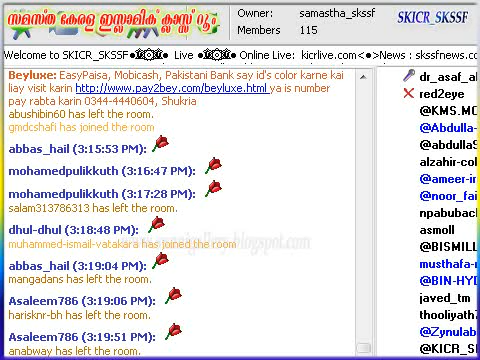 സമസ്ത കേരള ഇസ്ലാമിക് ക്ലാസ്സ് റൂം
Owner: samastha_skssf
Members 115
SKICR_SKSSF
Welcome to SKICR_SKSSF Live Online Live: kicrlive.com<●>News : skssfnews.c
Beyluxe: EasyPaisa, Mobicash, Pakistani Bank say id's color karne kai
liay visit karin http://www.pay2bey.com/beyluxe.html ya is number
pay rabta karin 0344-4440604, Shukria
abushibin60 has left the room.
gmdcshafi has joined the room
abbas_hail (3:15:53 PM):
mohamedpulikkuth (3:16:47 PM):
mohamedpulikkuth (3:17:28 PM):
salam313786313 has left the room.
dhul-dhul (3:18:48 PM):
muhammed-ismail-vatakara has joined the room
abbas_hail (3:19:04 PM):
mangadans has left the room.
Asaleem786 (3:19:06 PM):
harisknr-bh has left the room.
Asaleem786 (3:19:51 PM):
anabway has left the room.
dr_asaf_al
red2eye
@KMS.MO
@Abdulla-
@abdullaS
alzahir-col
@ameer-ir
@noor_fai
npabubac
asmoll
@BISMILL
musthafa-
@BIN-HYD
javed_tm
thooliyath7
@Zynulab
@KICR_SK